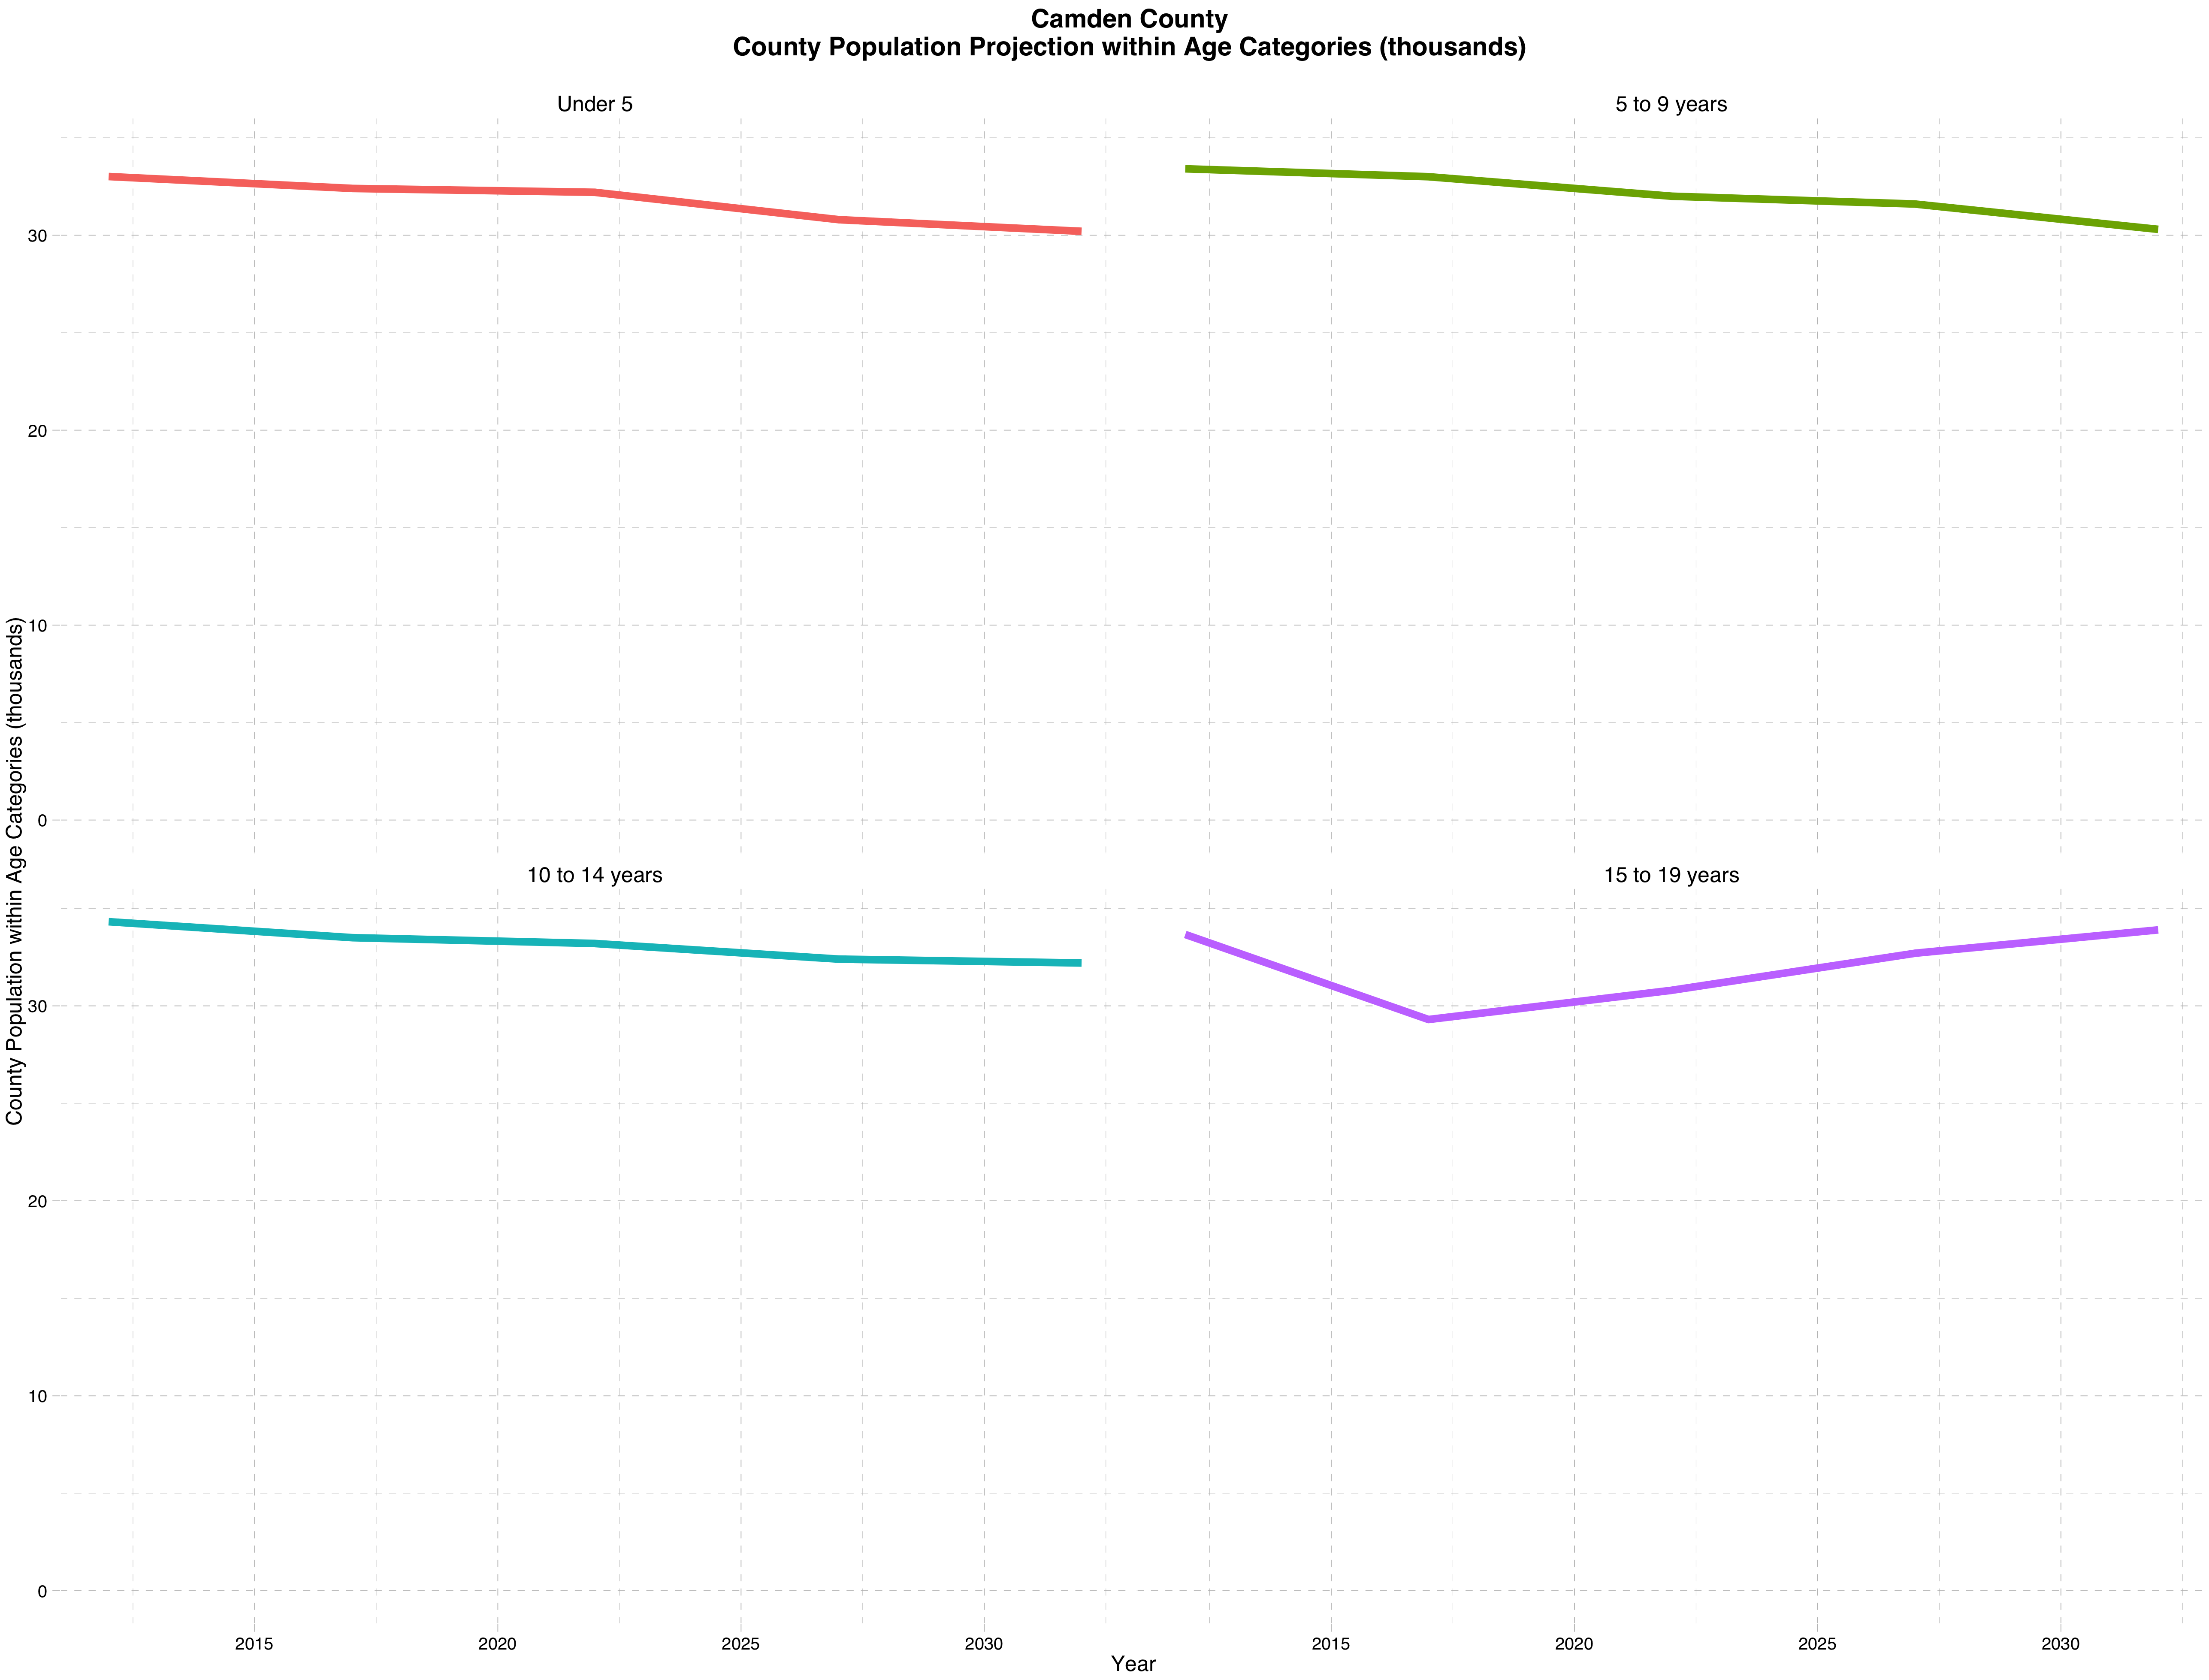 Camden County
County Population Projection within Age Categories (thousands)
Under 5
5 to 9 years
30
20
10
0
10 to 14 years
15 to 19 years
30
20
10
0
County Population within Age Categories (thousands)
2015
2020
2025
2030
2015
2020
2025
2030
Year